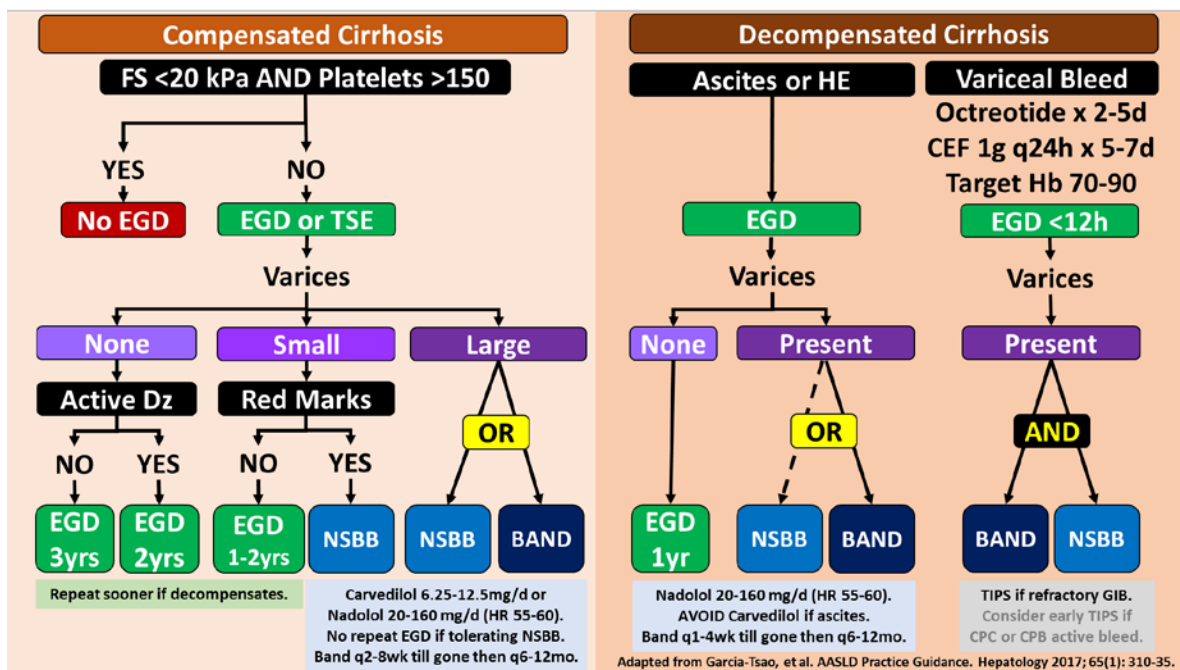 Compensated Cirrhosis
FS <20 kPa AND Platelets >150
YES
NO
No EGD
EGD or TSE
Varices
None
Small
Large
Active Dz
Red Marks
OR
NO
YES
NO
YES
EGD
3yrs
EGD
2yrs
EGD
1-2yrs
NSBB
NSBB
BAND
Repeat sooner if decompensates.
Carvedilol 6.25-12.5mg/d or
Nadolol 20-160 mg/d (HR 55-60).
No repeat EGD if tolerating NSBB.
Band q2-8wk till gone then q6-12mo.
Decompensated Cirrhosis
Ascites or HE
EGD
Varices
None
Present
OR
EGD
1yr
NSBB
BAND
Nadolol 20-160 mg/d (HR 55-60).
AVOID Carvedilol if ascites.
Band q1-4wk till gone then q6-12mo.
Variceal Bleed
Octreotide x 2-5d
CEF 1g q24h x 5-7d
Target Hb 70-90
EGD <12h
Varices
Present
AND
BAND
NSBB
TIPS if refractory GIB.
Consider early TIPS if
CPC or CPB active bleed.
Adapted from Garcia-Tsao, et al. AASLD Practice Guidance. Hepatology 2017; 65(1): 310-35.